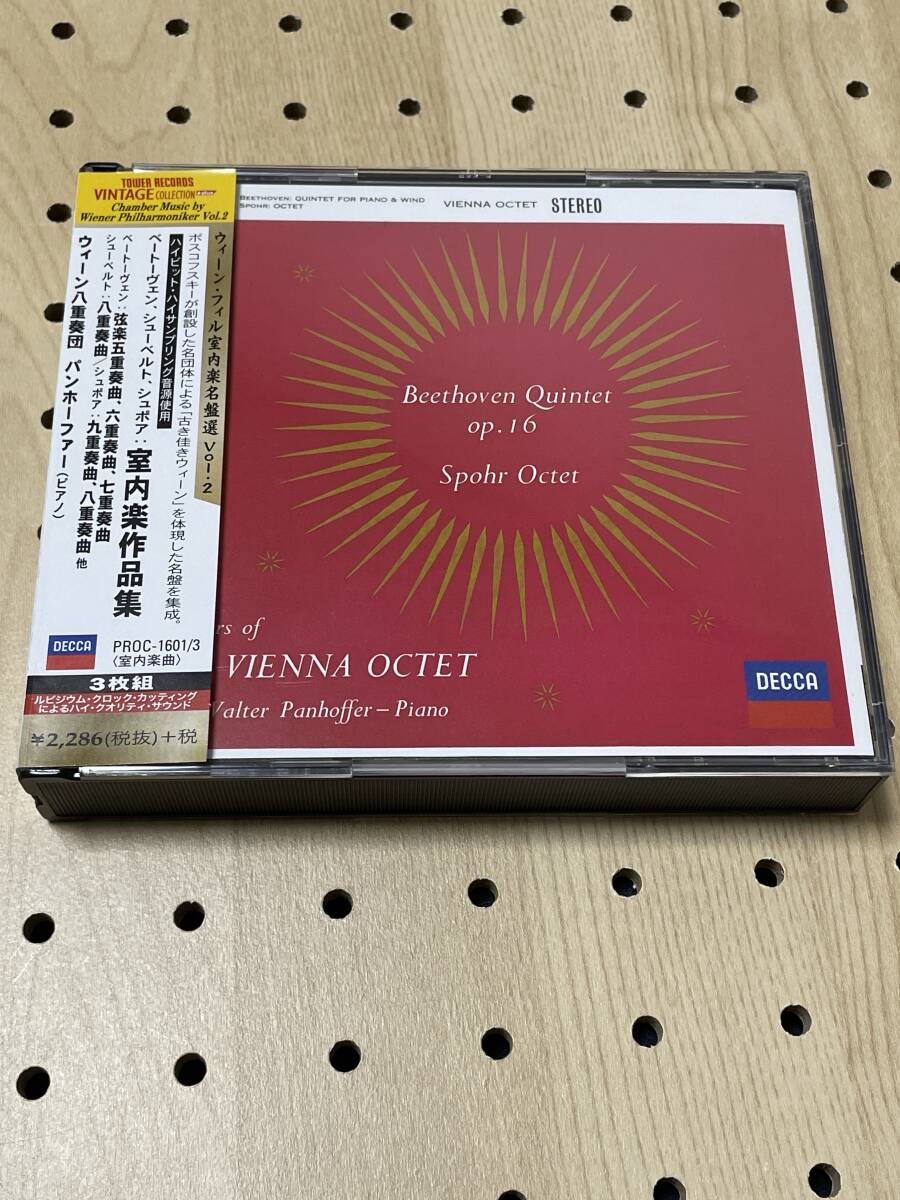 TOWER RECORDS
VINTAGE COLLECTION
Chamber Music by
Wiener Philharmoniker Vol.2
ウィーン・フィル室内楽名盤選 Vol.2
ボスコフスキーが創設した名団体による「古き佳きウィーン」を体現した名盤を集成。
ハイビット・ハイサンプリング音源使用
ベートーヴェン、シューベルト、シュポア:室内楽作品集
ベートーヴェン:弦楽五重奏曲、六重奏曲、七重奏曲
シューベルト:八重奏曲/シュポア:九重奏曲、八重奏曲 他
ウィーン八重奏団 パンホーファー(ピアノ)
DECCA
PROC-1601/3
〈室内楽曲〉
3枚組
ルビジウム・クロック・カッティング
によるハイ・クオリティ・サウンド
¥2,286(税抜)+税
BEETHOVEN: QUINTET FOR PIANO & WIND
SPOHR: OCTET
VIENNA OCTET STEREO
Beethoven Quintet
op.16
Spohr Octet
rs of
VIENNA OCTET
Walter Panhoffer – Piano
DECCA